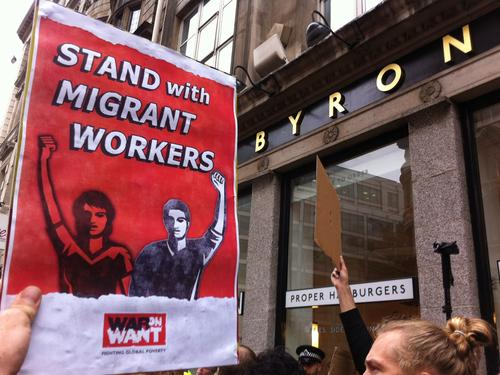 STAND with
MIGRANT
WORKERS
WAR ON
WANT
FIGHTING GLOBAL POVERTY
BYRON
PROPER HAMBURGERS